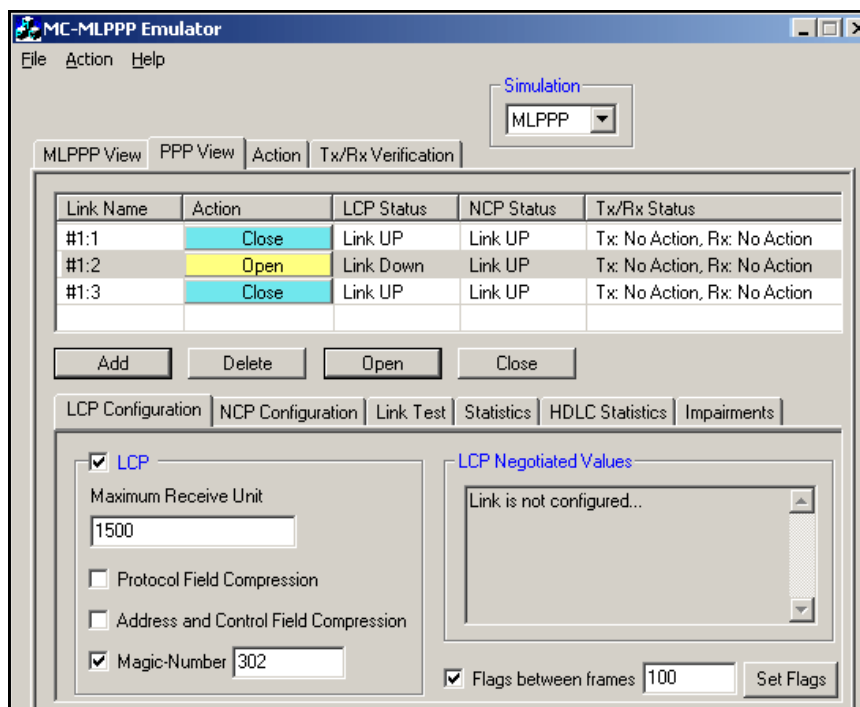 MC-MLPPP Emulator
File Action Help
Simulation
MLPPP
MLPPP View PPP View Action Tx/Rx Verification
Link Name Action LCP Status NCP Status Tx/Rx Status
#1:1 Close Link UP Link UP Tx: No Action, Rx: No Action
#1:2 Open Link Down Link UP Tx: No Action, Rx: No Action
#1:3 Close Link UP Link UP Tx: No Action, Rx: No Action
Add Delete Open Close
LCP Configuration NCP Configuration Link Test Statistics HDLC Statistics Impairments
LCP
Maximum Receive Unit
1500
Protocol Field Compression
Address and Control Field Compression
Magic-Number 302
LCP Negotiated Values
Link is not configured...
Flags between frames 100 Set Flags